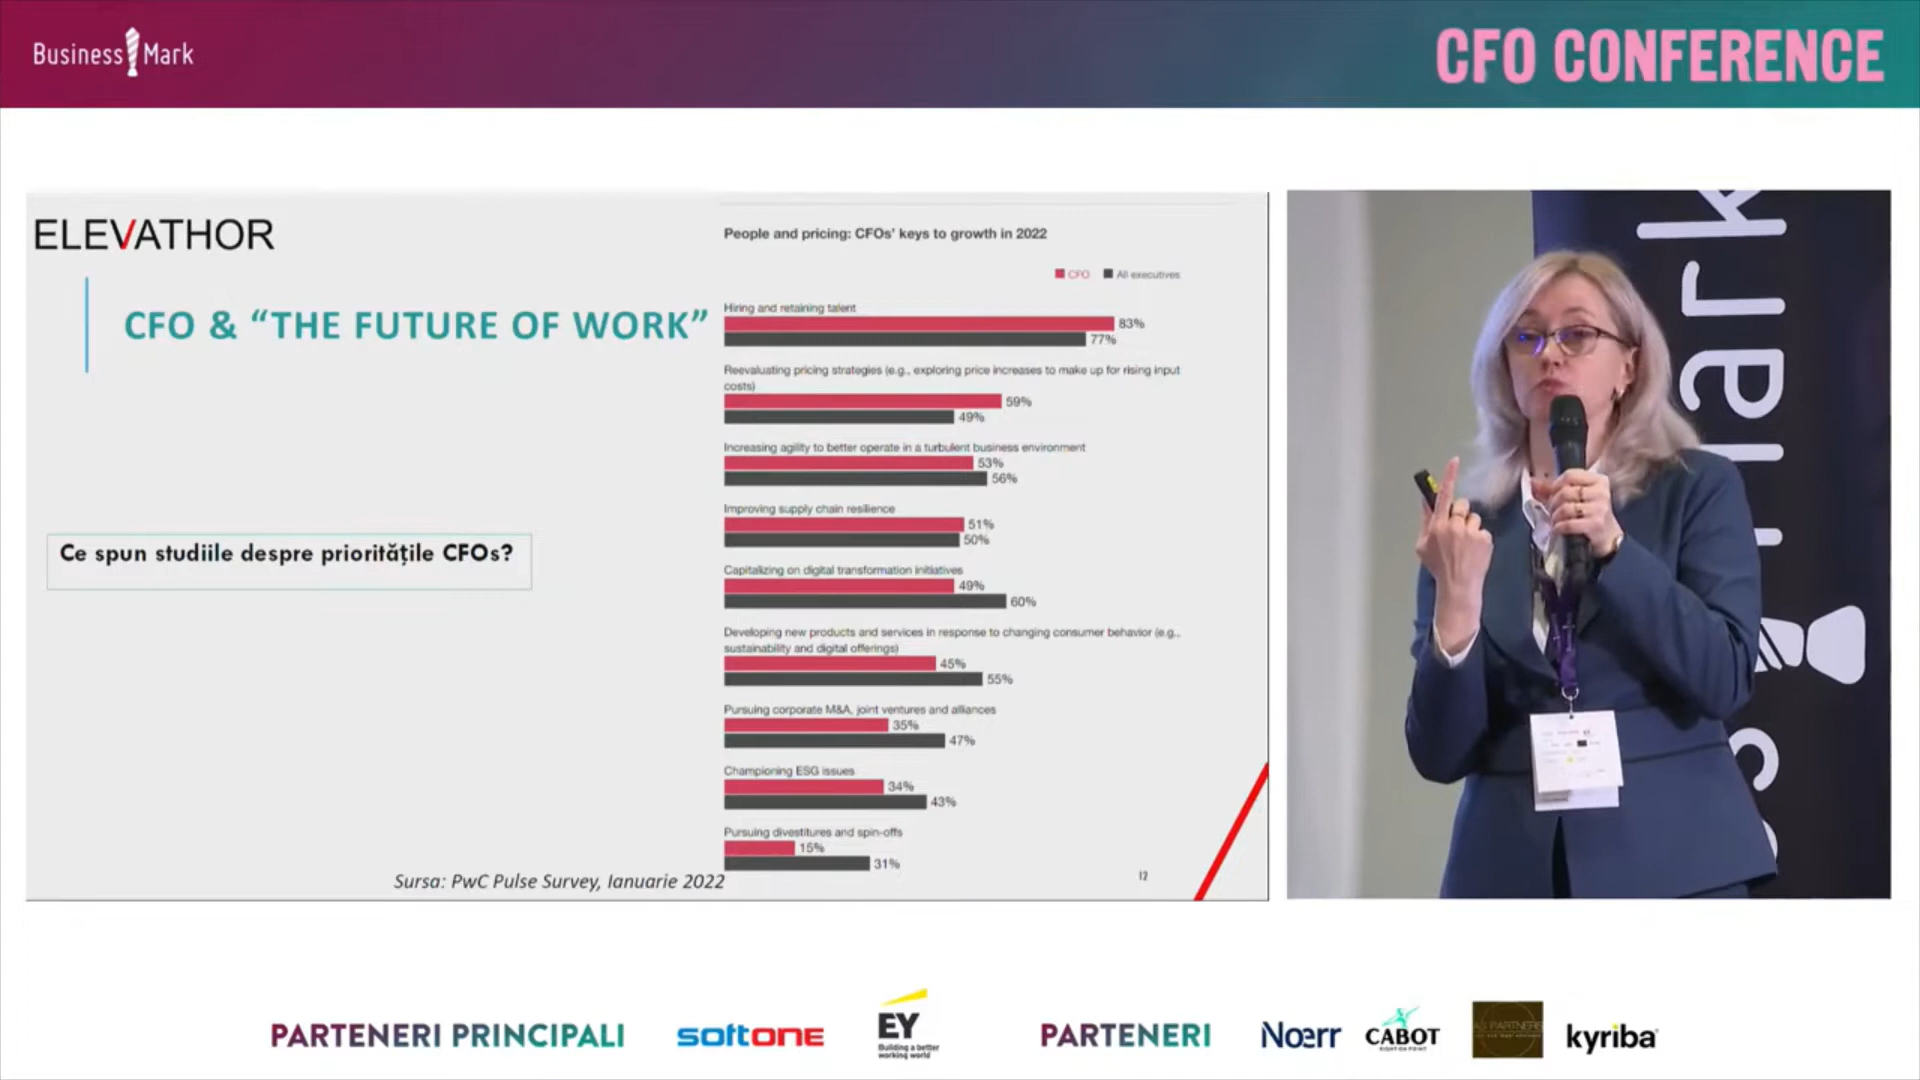 Business Mark
CFO CONFERENCE
ELEVATHOR
CFO & “THE FUTURE OF WORK”
Ce spun studiile despre prioritățile CFOs?
People and pricing: CFOs’ keys to growth in 2022
CFO All executives
Hiring and retaining talent
83%
77%
Reevaluating pricing strategies (e.g., exploring price increases to make up for rising input
costs)
59%
49%
Increasing agility to better operate in a turbulent business environment
53%
56%
Improving supply chain resilience
51%
50%
Capitalizing on digital transformation initiatives
49%
60%
Developing new products and services in response to changing consumer behavior (e.g.,
sustainability and digital offerings)
45%
55%
Pursuing corporate M&A, joint ventures and alliances
35%
47%
Championing ESG issues
34%
43%
Pursuing divestitures and spin-offs
15%
31%
Sursa: PwC Pulse Survey, Ianuarie 2022
12
s Mark
PARTENERI PRINCIPALI
softone
EY
Building a better
working world
PARTENERI
Noerr
CABOT
kyriba